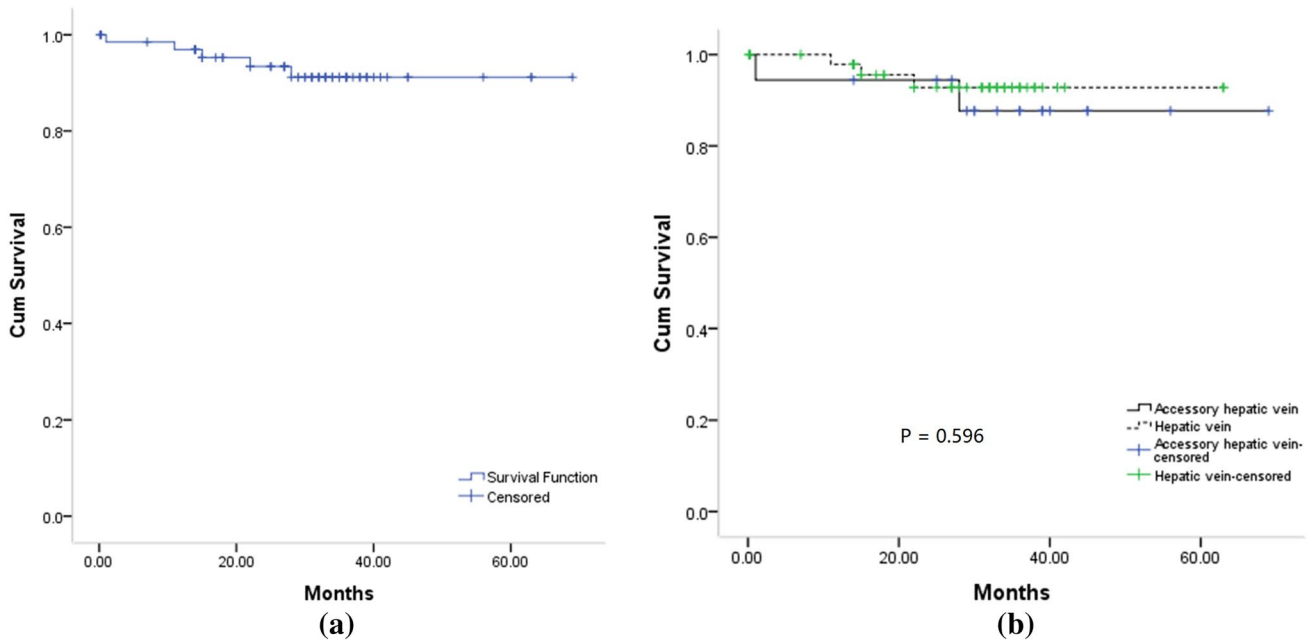 1.0
0.8
0.6
0.4
0.2
0.0
Cum Survival
Survival Function
Censored
0.00 20.00 40.00 60.00
Months
(a)
1.0
0.8
0.6
0.4
0.2
0.0
Cum Survival
P = 0.596
Accessory hepatic vein
Hepatic vein
Accessory hepatic vein-
censored
Hepatic vein-censored
0.00 20.00 40.00 60.00
Months
(b)